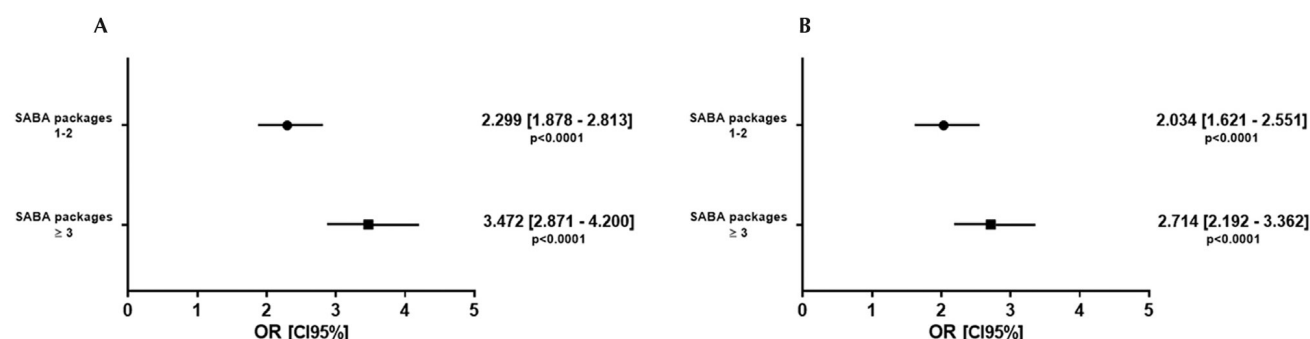 A
SABA packages
1-2
2.299 [1.878 - 2.813]
p<0.0001
SABA packages
≥ 3
3.472 [2.871 - 4.200]
p<0.0001
0 1 2 3 4 5
OR [CI95%]
B
SABA packages
1-2
2.034 [1.621 - 2.551]
p<0.0001
SABA packages
≥ 3
2.714 [2.192 - 3.362]
p<0.0001
0 1 2 3 4 5
OR [CI95%]